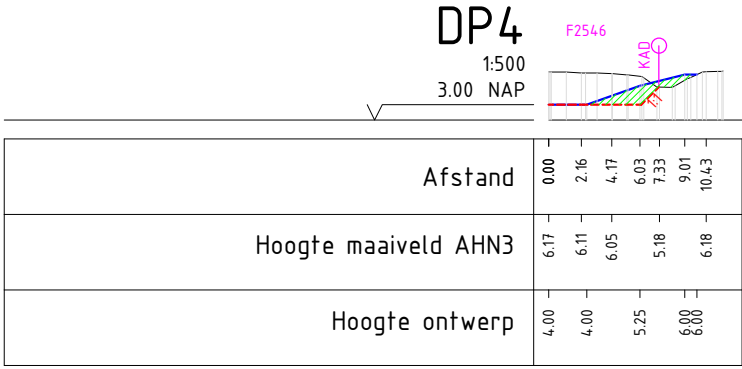 DP4
F2546
KAD
1:500
3.00 NAP
1:1
Afstand 0.00 2.16 4.17 6.03 7.33 9.01 10.43
Hoogte maaiveld AHN3 6.17 6.11 6.05 5.18 6.18
Hoogte ontwerp 4.00 4.00 5.25 6.00 6.00